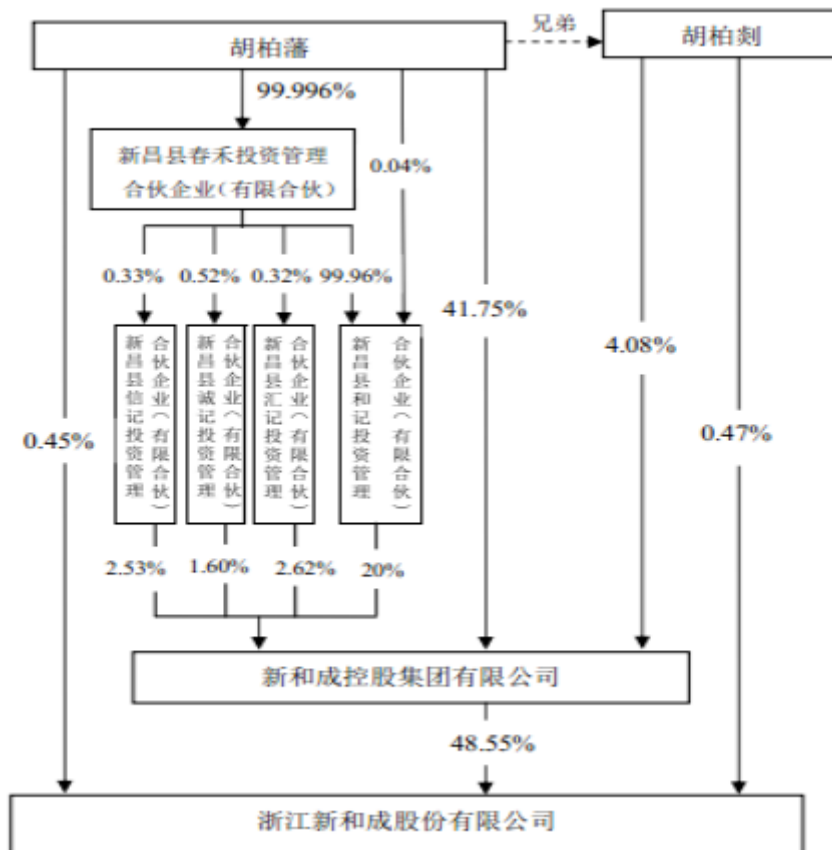 胡柏藩
兄弟
胡柏剡
99.996%
新昌县春禾投资管理
合伙企业（有限合伙）
0.04%
0.33%
0.52%
0.32%
99.96%
41.75%
4.08%
新昌县信记投资管理
合伙企业（有限合伙）
新昌县诚记投资管理
合伙企业（有限合伙）
新昌县汇记投资管理
合伙企业（有限合伙）
新昌县和记投资管理
合伙企业（有限合伙）
0.45%
0.47%
2.53%
1.60%
2.62%
20%
新和成控股集团有限公司
48.55%
浙江新和成股份有限公司